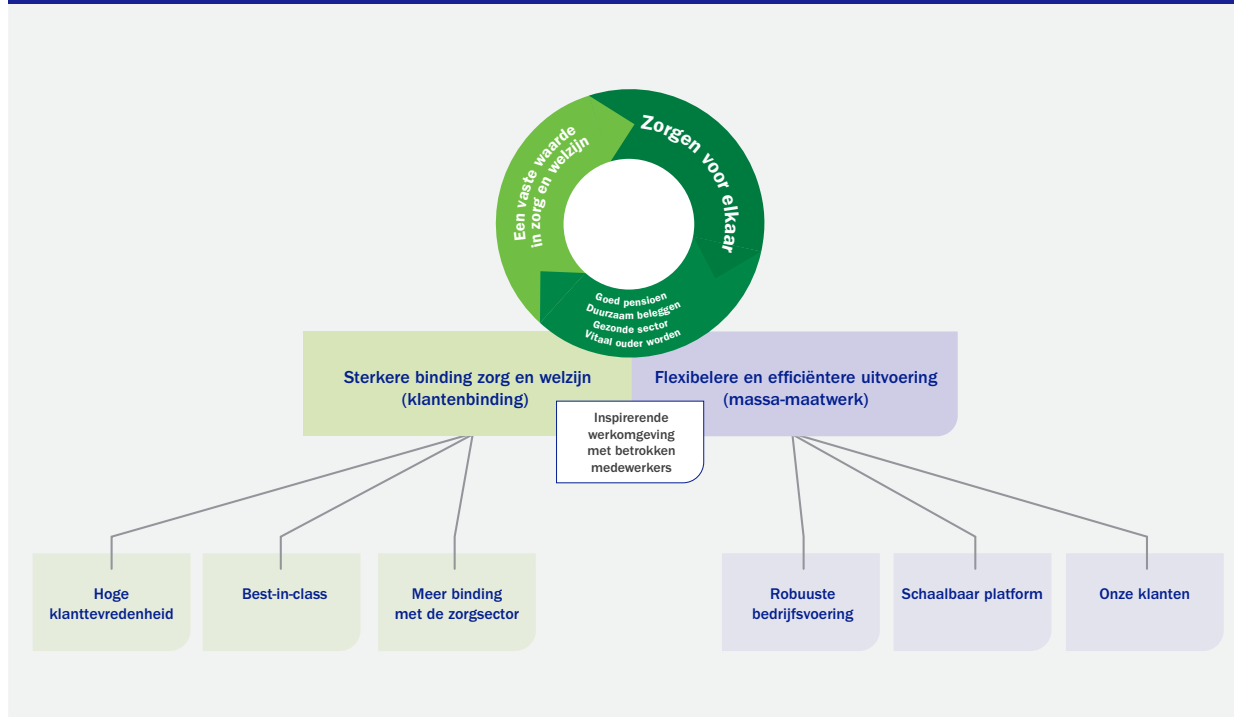 Een vaste waarde
in zorg en welzijn
Zorgen voor elkaar
Goed pensioen
Duurzaam beleggen
Gezonde sector
Vitaal ouder worden
Sterkere binding zorg en welzijn
(klantenbinding)
Flexibelere en efficiëntere uitvoering
(massa-maatwerk)
Inspirerende
werkomgeving
met betrokken
medewerkers
Hoge
klanttevredenheid
Best-in-class
Meer binding
met de zorgsector
Robuuste
bedrijfsvoering
Schaalbaar platform
Onze klanten